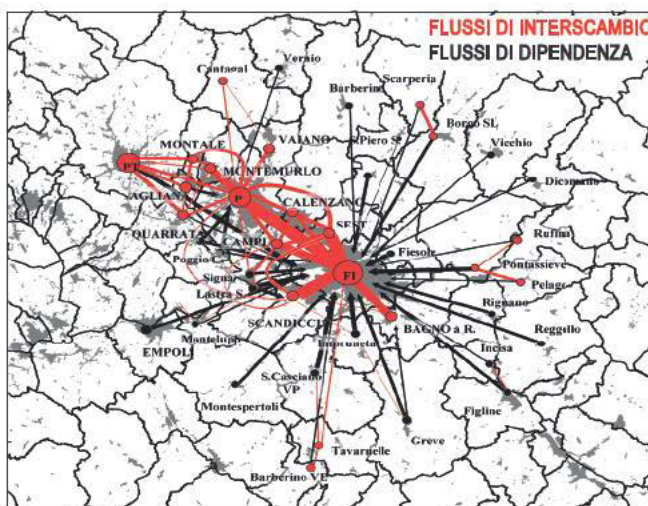 FLUSSI DI INTERSCAMBIO
FLUSSI DI DIPENDENZA
Vernio
Cantagal
Barberino
Scarperia
S.Piero S.
Borgo SL
Vicchio
VAIANO
MONTALE
PT
MONTEMURLO
Dicomano
AGLIANA
P
CALENZANO
QUARRATA
CAMPI
SEST
Rufina
Poggio C.
Fiesole
Signa
FI
Pontassieve
Lastra S.
Pelago
Rignano
SCANDICCI
BAGNO a R.
EMPOLI
Montelup.
Impruneta
Reggello
Incisa
S.Casciano
VP
Montespertoli
Figline
Greve
Tavarnelle
Barberino VE